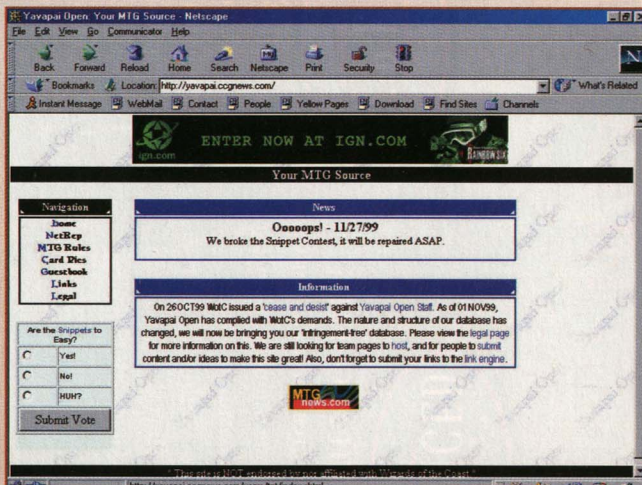 Yavapai Open: Your MTG Source - Netscape
File Edit View Go Communicator Help
Back Forward Reload Home Search Netscape Print Security Stop
Bookmarks Location: http://yavapai.ccgnews.com/ What's Related
Instant Message WebMail Contact People Yellow Pages Download Find Sites Channels
ign.com ENTER NOW AT IGN.COM RAINBOW SIX
Your MTG Source
Navigation
home
NetRep
MTG Rules
Card Pics
Guestbook
Links
Legal
Are the Snippets to
Easy?
Yes!
No!
HUH?
Submit Vote
News
Ooooops! - 11/27/99
We broke the Snippet Contest, it will be repaired ASAP.
Information
On 26OCT99 WotC issued a 'cease and desist' against Yavapai Open Staff. As of 01NOV99,
Yavapai Open has complied with WotC's demands. The nature and structure of our database has
changed, we will now be bringing you our 'infringement-free' database. Please view the legal page
for more information on this. We are still looking for team pages to host, and for people to submit
content and/or ideas to make this site great! Also, don't forget to submit your links to the link engine.
MTG
news.com
* This site is NOT endorsed by nor affiliated with Wizards of the Coast *